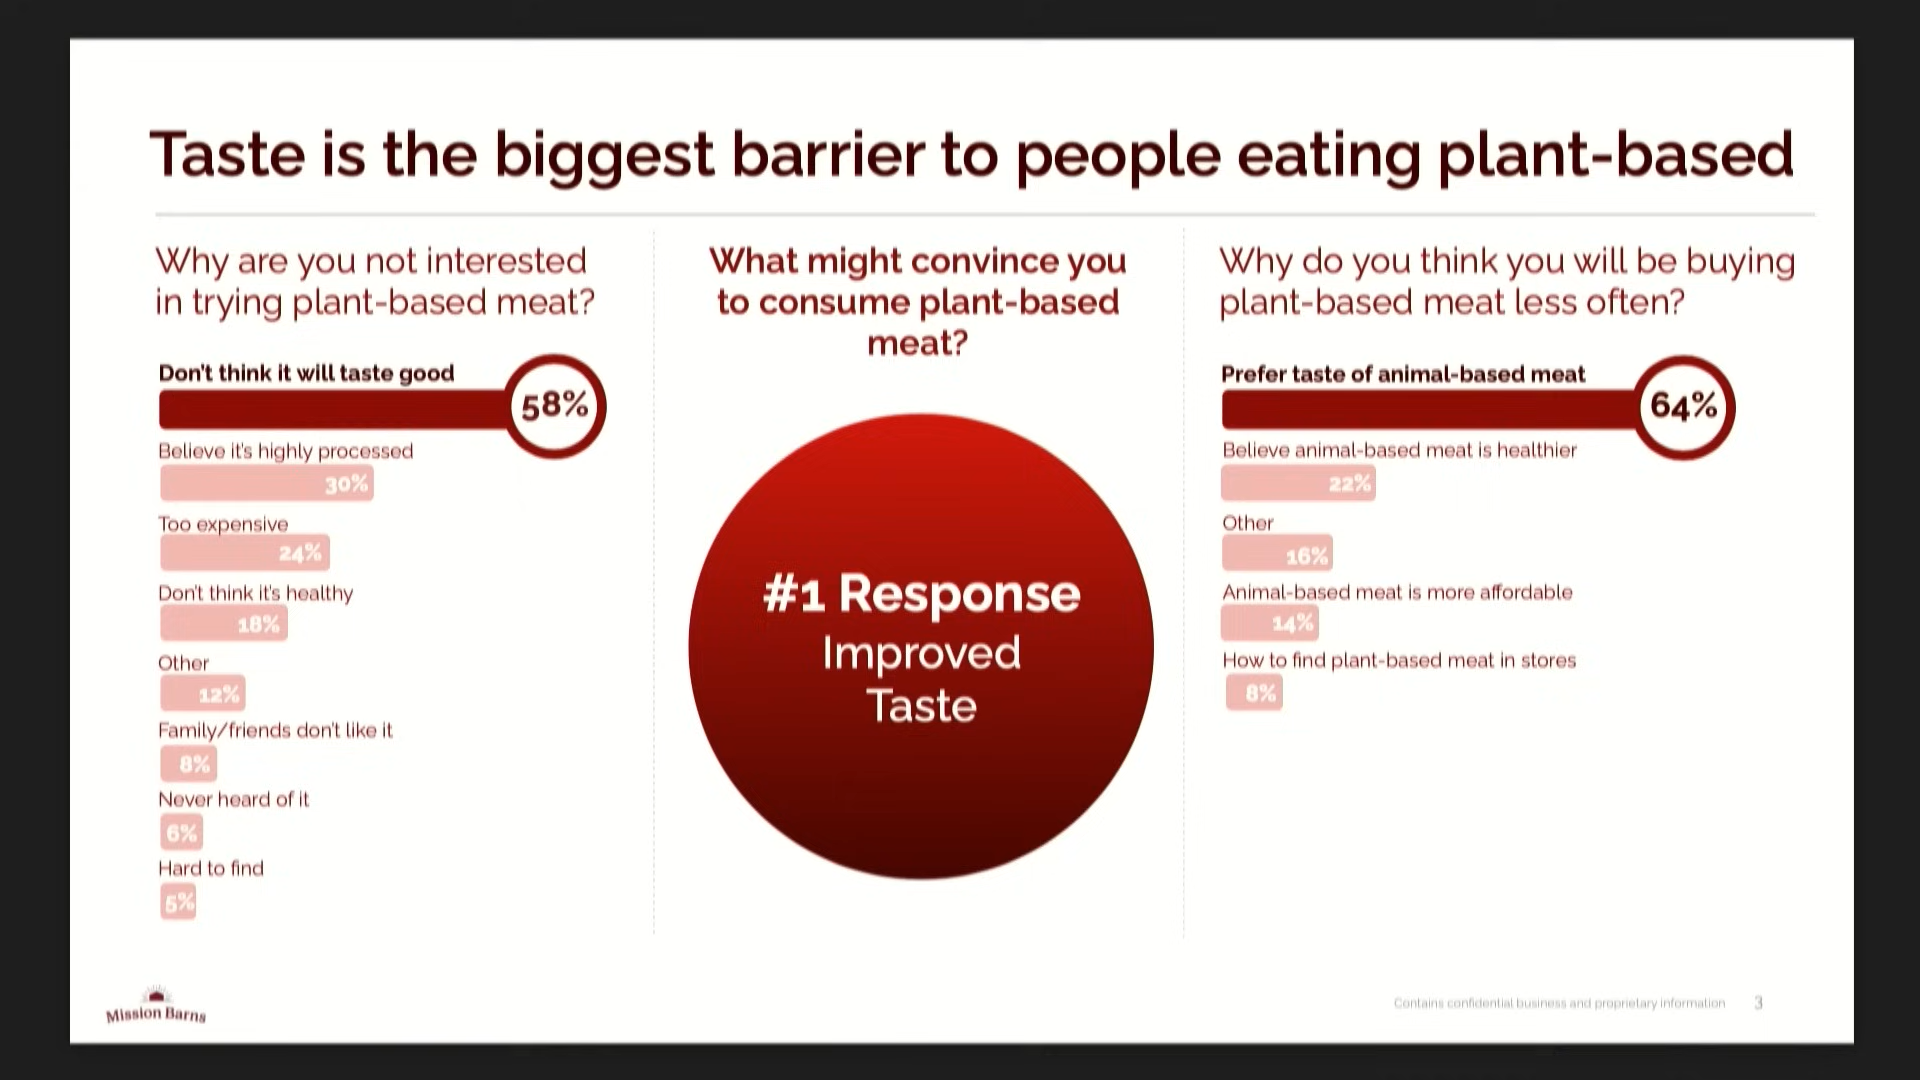 Taste is the biggest barrier to people eating plant-based
Why are you not interested
in trying plant-based meat?
Don't think it will taste good
58%
Believe it's highly processed
30%
Too expensive
24%
Don't think it's healthy
18%
Other
12%
Family/friends don't like it
8%
Never heard of it
6%
Hard to find
5%
What might convince you
to consume plant-based
meat?
#1 Response
Improved
Taste
Why do you think you will be buying
plant-based meat less often?
Prefer taste of animal-based meat
64%
Believe animal-based meat is healthier
22%
Other
16%
Animal-based meat is more affordable
14%
How to find plant-based meat in stores
8%
Mission Barns
Contains confidential business and proprietary information
3